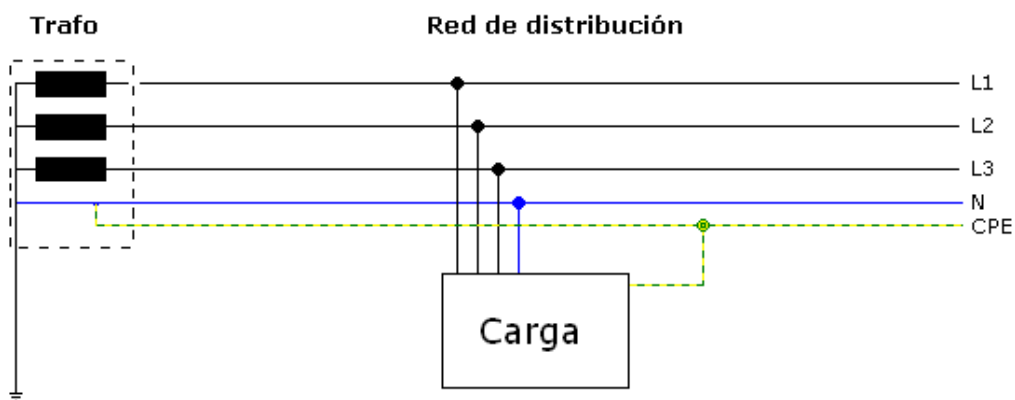 Trafo
Red de distribución
L1
L2
L3
N
CPE
Carga